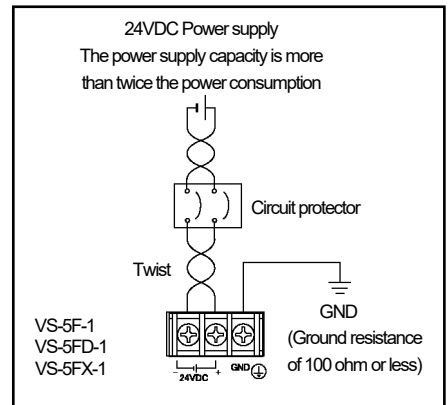 24VDC Power supply
The power supply capacity is more
than twice the power consumption
Circuit protector
Twist
VS-5F-1
VS-5FD-1
VS-5FX-1
- + GND
24VDC
GND
(Ground resistance
of 100 ohm or less)